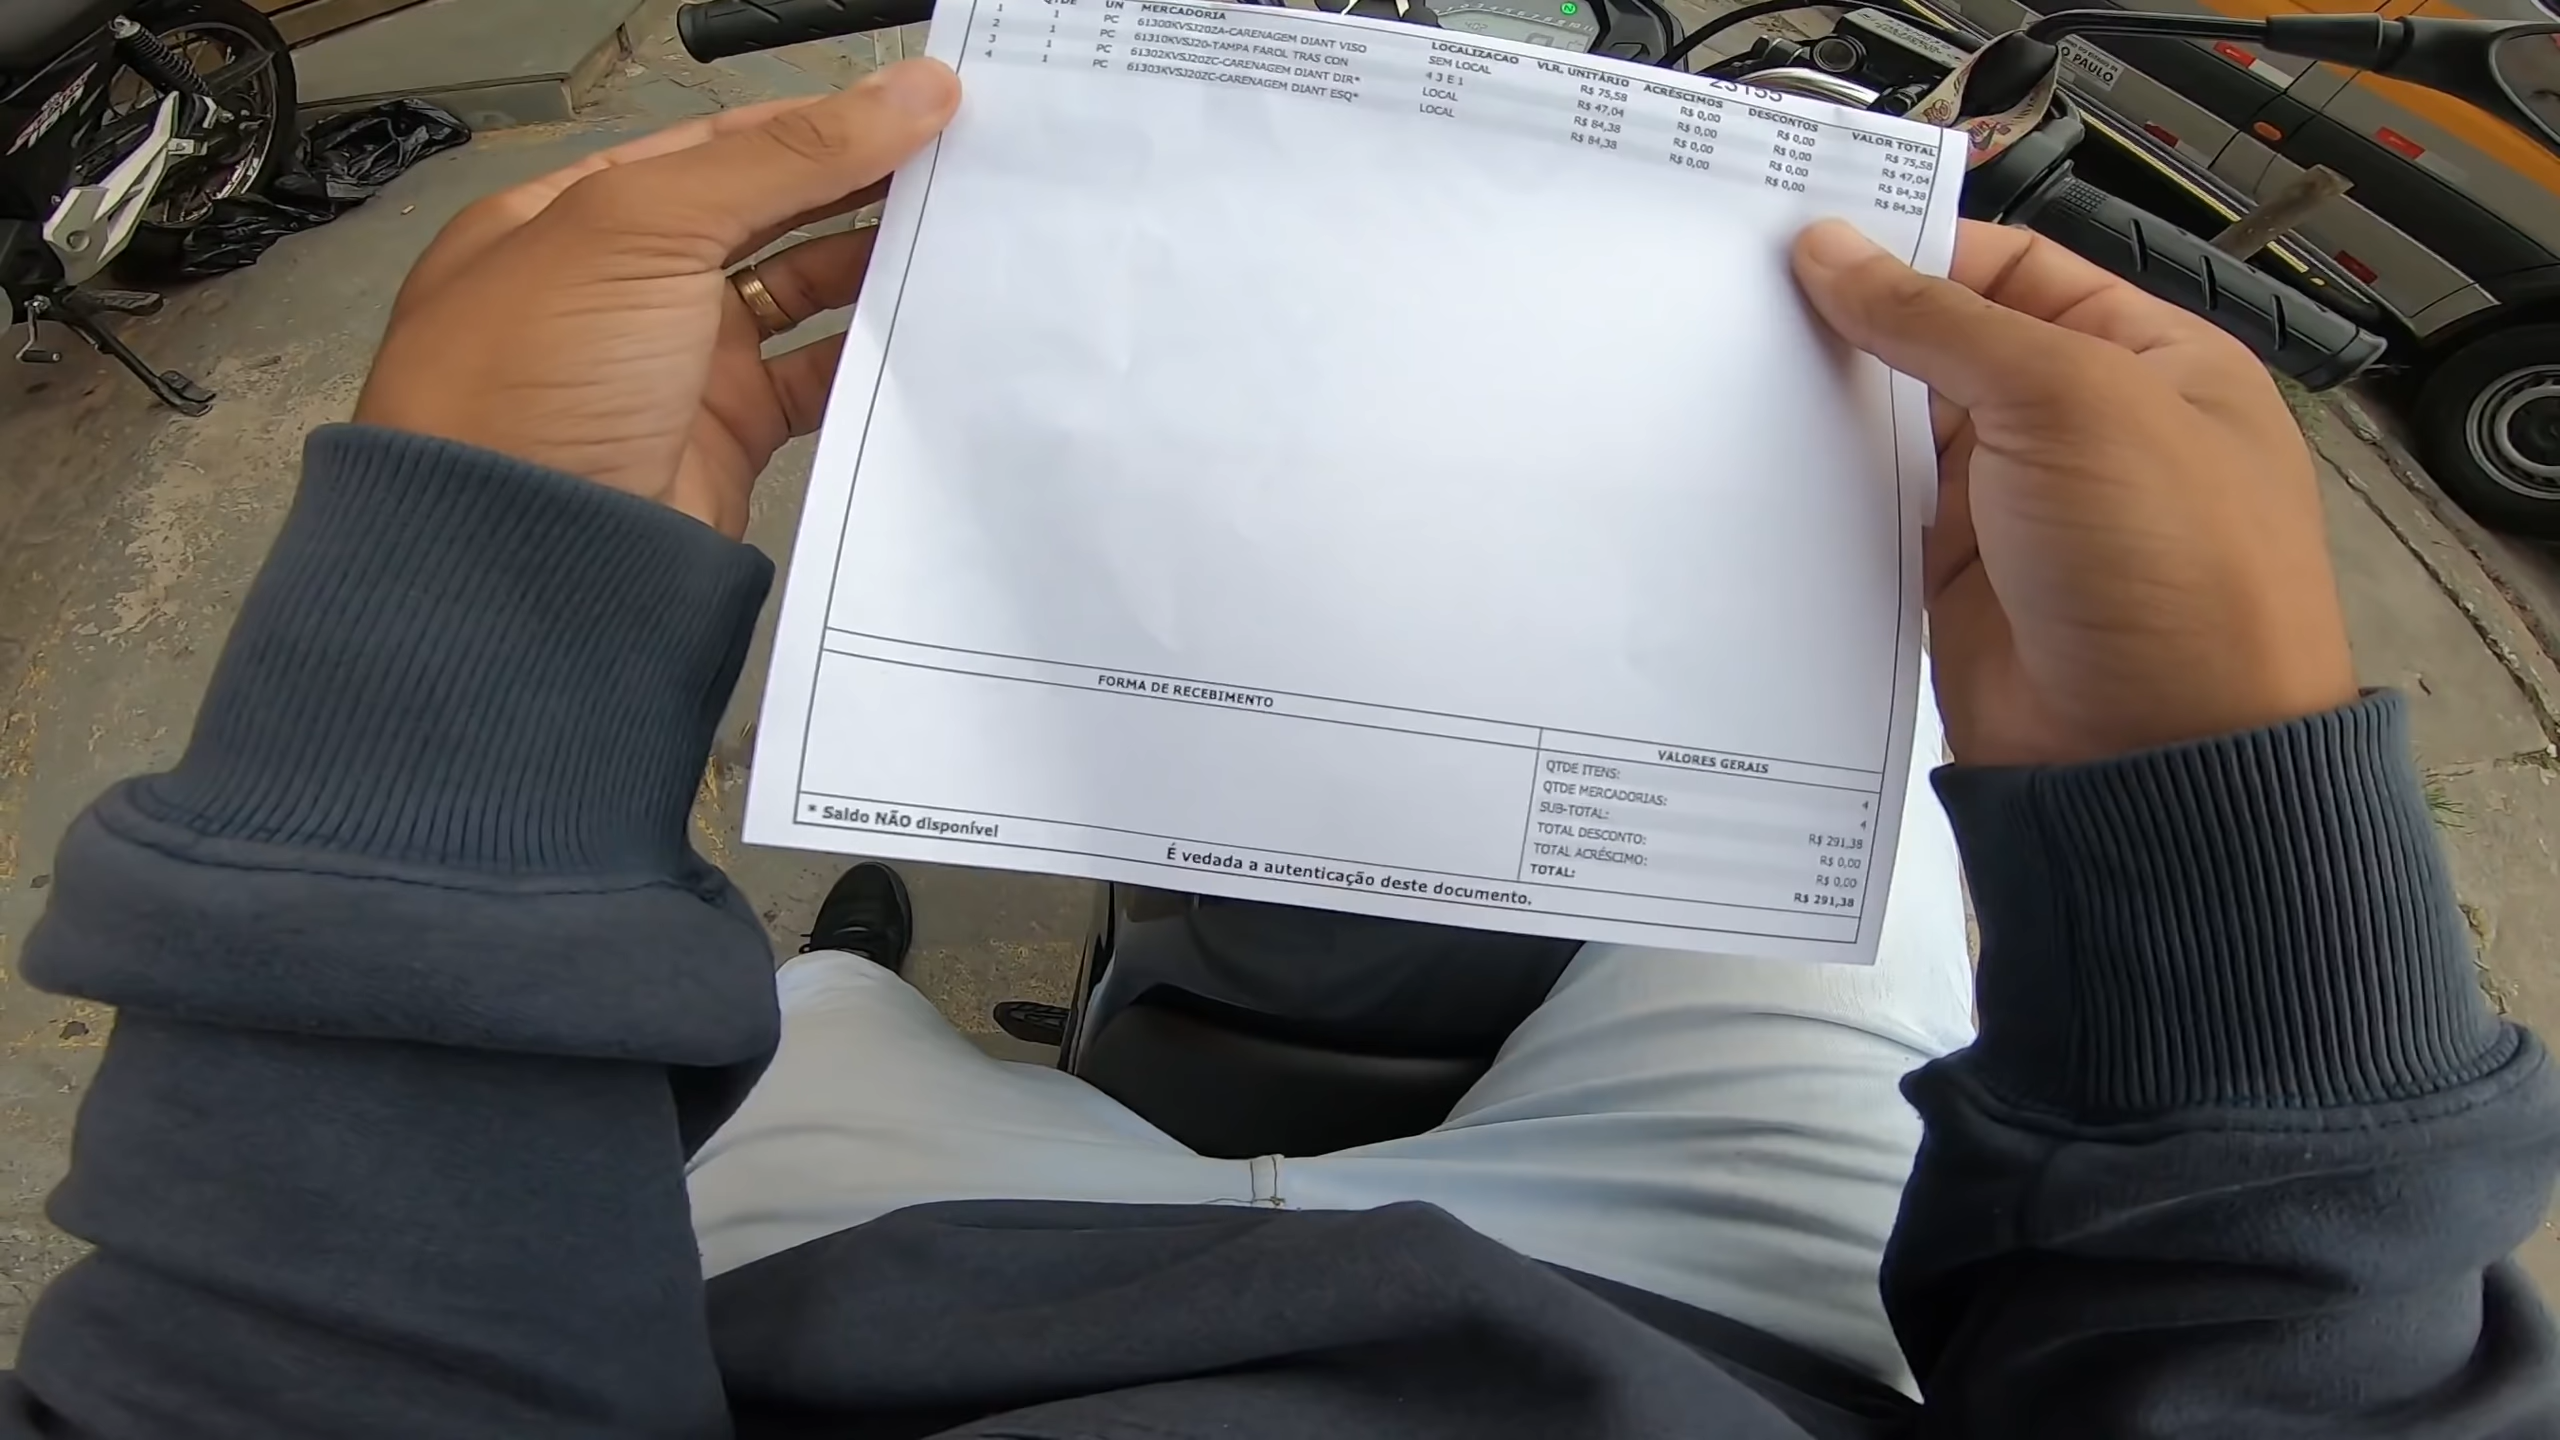 QTDE UN MERCADORIA LOCALIZACAO VLR. UNITÁRIO ACRÉSCIMOS DESCONTOS VALOR TOTAL
1 1 PC 61300KVSJ20ZA-CARENAGEM DIANT VISO SEM LOCAL R$ 75,58 R$ 0,00 R$ 0,00 R$ 75,58
2 1 PC 61310KVSJ20-TAMPA FAROL TRAS CON 4 3 E 1 R$ 47,04 R$ 0,00 R$ 0,00 R$ 47,04
3 1 PC 61302KVSJ20ZC-CARENAGEM DIANT DIR* LOCAL R$ 84,38 R$ 0,00 R$ 0,00 R$ 84,38
4 1 PC 61303KVSJ20ZC-CARENAGEM DIANT ESQ* LOCAL R$ 84,38 R$ 0,00 R$ 0,00 R$ 84,38
FORMA DE RECEBIMENTO
VALORES GERAIS
QTDE ITENS: 4
QTDE MERCADORIAS: 4
SUB-TOTAL: R$ 291,38
TOTAL DESCONTO: R$ 0,00
TOTAL ACRÉSCIMO: R$ 0,00
TOTAL: R$ 291,38
* Saldo NÃO disponível
É vedada a autenticação deste documento.
O PAULO
160
N